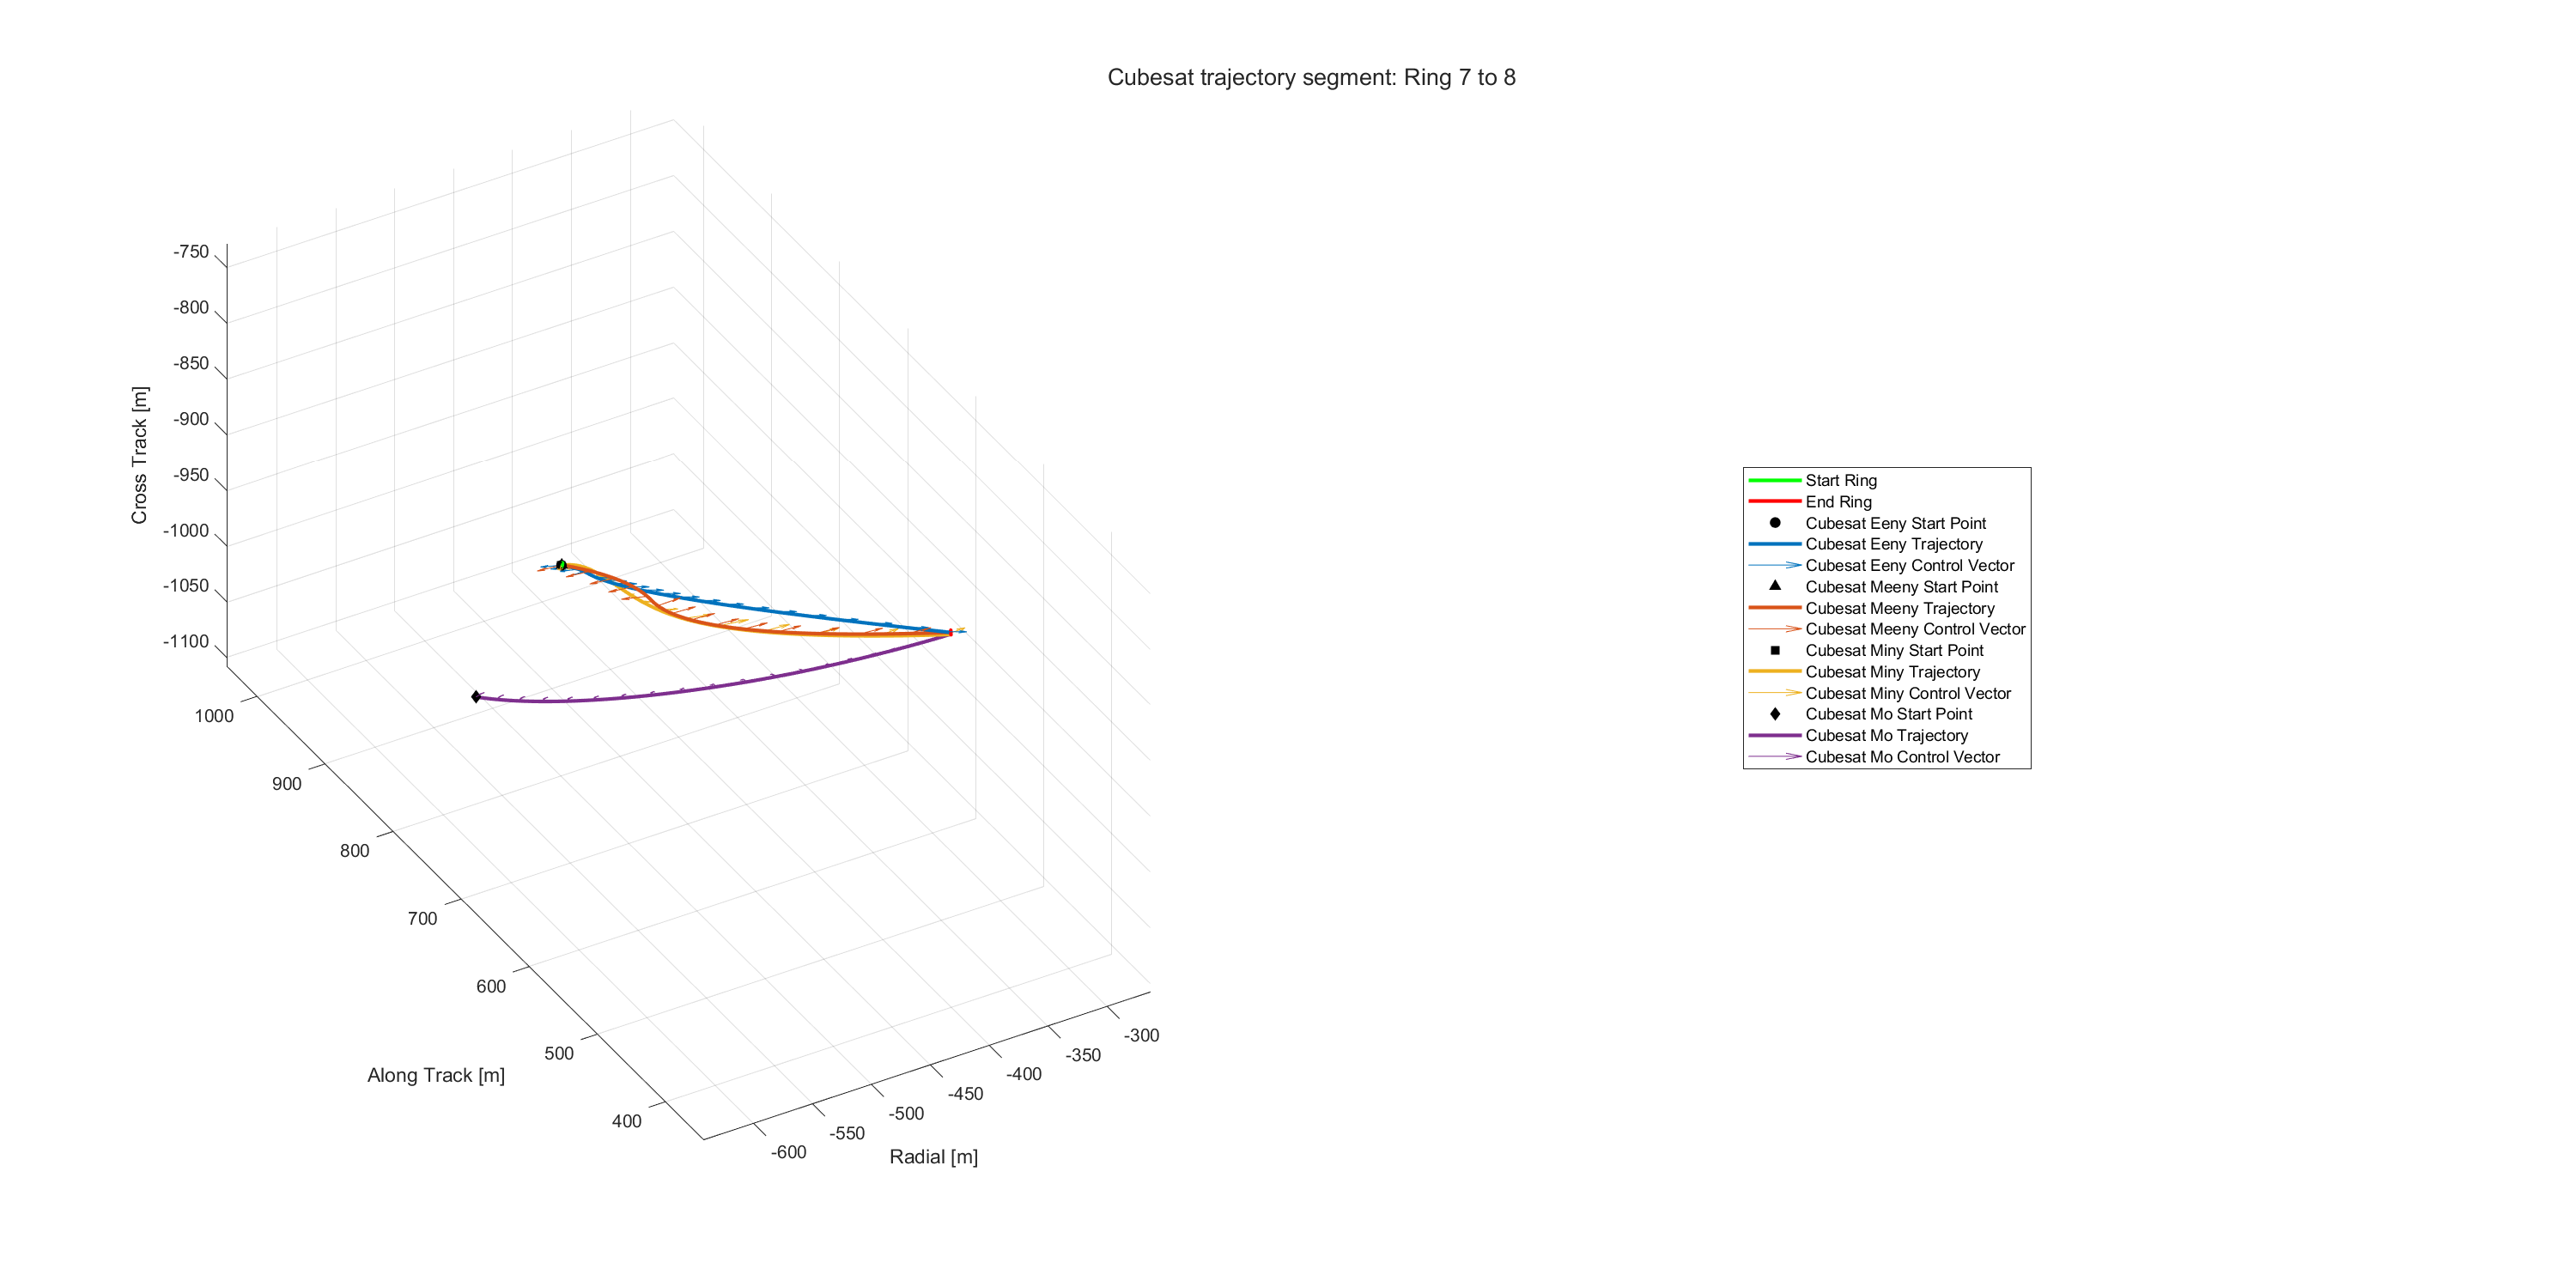 Cubesat trajectory segment: Ring 7 to 8
-750
-800
-850
-900
-950
-1000
-1050
-1100
Cross Track [m]
1000
900
800
700
600
500
400
Along Track [m]
-600
-550
-500
-450
-400
-350
-300
Radial [m]
Start Ring
End Ring
Cubesat Eeny Start Point
Cubesat Eeny Trajectory
Cubesat Eeny Control Vector
Cubesat Meeny Start Point
Cubesat Meeny Trajectory
Cubesat Meeny Control Vector
Cubesat Miny Start Point
Cubesat Miny Trajectory
Cubesat Miny Control Vector
Cubesat Mo Start Point
Cubesat Mo Trajectory
Cubesat Mo Control Vector